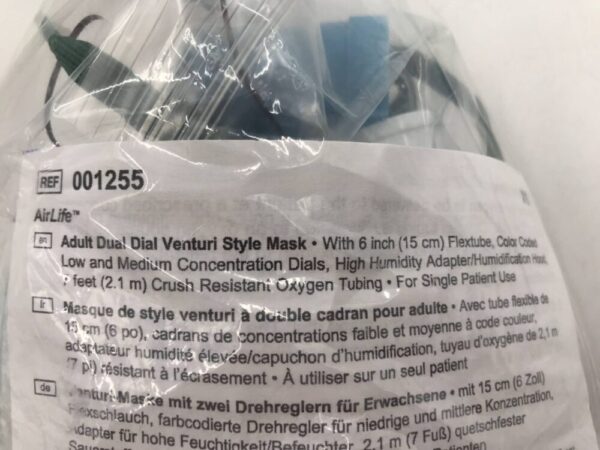 REF 001255
AirLife™
en Adult Dual Dial Venturi Style Mask • With 6 inch (15 cm) Flextube, Color Coded
Low and Medium Concentration Dials, High Humidity Adapter/Humidification
7 feet (2.1 m) Crush Resistant Oxygen Tubing • For Single Patient Use
fr Masque de style venturi à double cadran pour adulte • Avec tube flexible de
15 cm (6 po), cadrans de concentrations faible et moyenne à code couleur,
adaptateur humidité élevée/capuchon d'humidification, tuyau d'oxygène de 2,1 m
(7 pi) résistant à l'écrasement • À utiliser sur un seul patient
de Venturi-Maske mit zwei Drehreglern für Erwachsene • mit 15 cm (6 Zoll)
Flexschlauch, farbcodierte Drehregler für niedrige und mittlere Konzentration,
Adapter für hohe Feuchtigkeit/Befeuchter, 2,1 m (7 Fuß) quetschfester